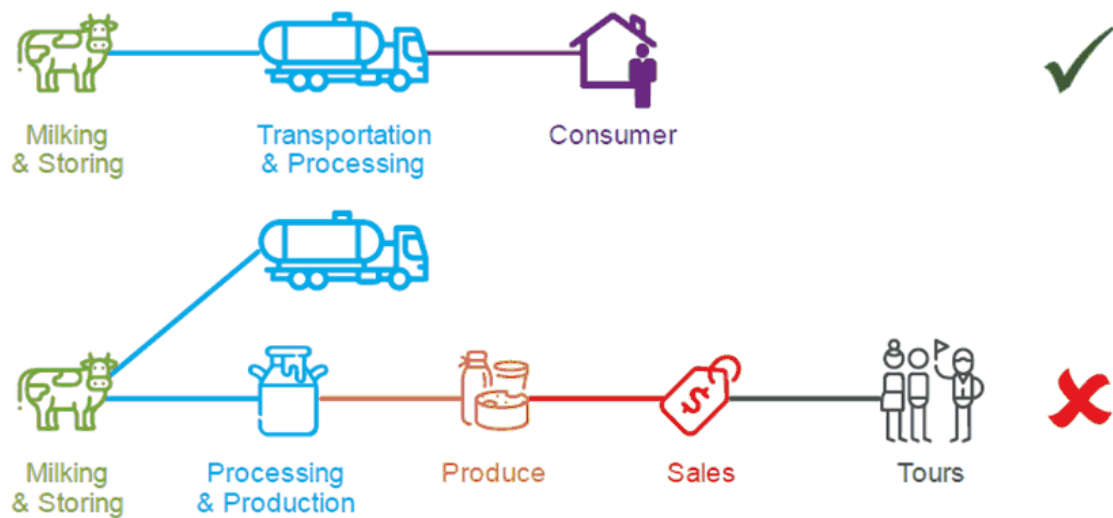 Milking
& Storing
Transportation
& Processing
Consumer
Milking
& Storing
Processing
& Production
Produce
$
Sales
Tours